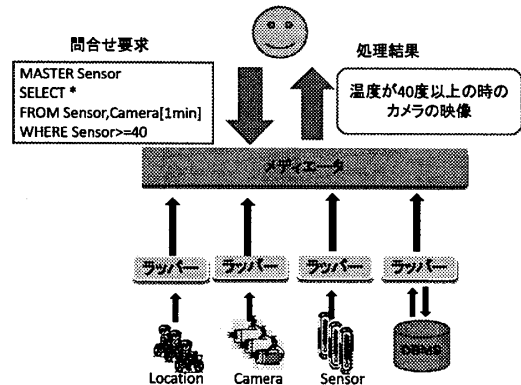 問合せ要求
MASTER Sensor
SELECT *
FROM Sensor,Camera[1min]
WHERE Sensor>=40
処理結果
温度が40度以上の時の
カメラの映像
メディエータ
ラッパー
ラッパー
ラッパー
ラッパー
Location
Camera
Sensor
DBMS